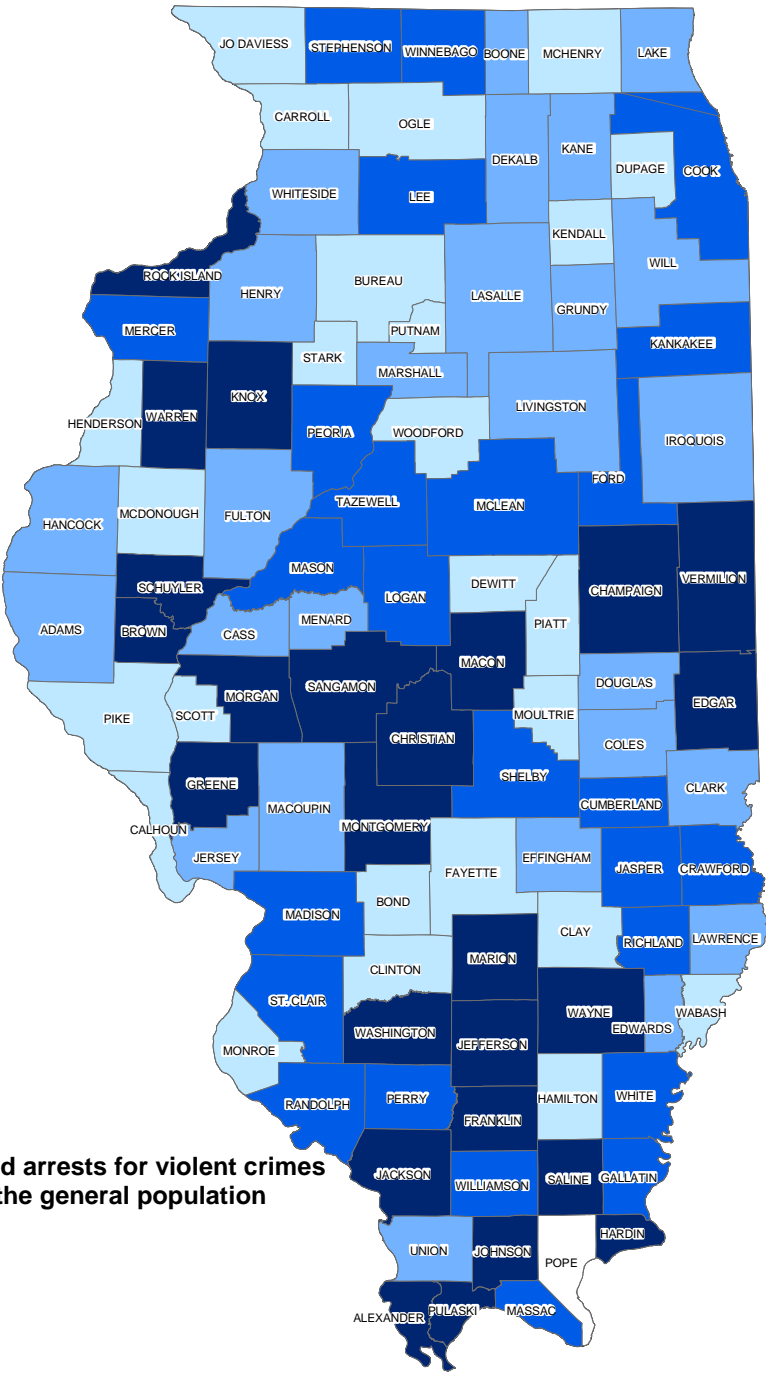 JO DAVIESS
STEPHENSON
WINNEBAGO
BOONE
MCHENRY
LAKE
CARROLL
OGLE
DEKALB
KANE
DUPAGE
COOK
WHITESIDE
LEE
KENDALL
WILL
ROCK ISLAND
HENRY
BUREAU
LASALLE
GRUNDY
MERCER
PUTNAM
KANKAKEE
STARK
MARSHALL
HENDERSON
WARREN
KNOX
PEORIA
WOODFORD
LIVINGSTON
IROQUOIS
FORD
HANCOCK
MCDONOUGH
FULTON
TAZEWELL
MCLEAN
MASON
LOGAN
DEWITT
CHAMPAIGN
VERMILION
SCHUYLER
PIATT
ADAMS
BROWN
CASS
MENARD
MACON
DOUGLAS
EDGAR
PIKE
SCOTT
MORGAN
SANGAMON
MOULTRIE
CHRISTIAN
COLES
GREENE
MACOUPIN
SHELBY
CLARK
CUMBERLAND
CALHOUN
JERSEY
MONTGOMERY
FAYETTE
EFFINGHAM
JASPER
CRAWFORD
MADISON
BOND
CLAY
RICHLAND
LAWRENCE
CLINTON
MARION
ST. CLAIR
WASHINGTON
WAYNE
EDWARDS
WABASH
MONROE
JEFFERSON
RANDOLPH
PERRY
HAMILTON
WHITE
FRANKLIN
d arrests for violent crimes
the general population
JACKSON
WILLIAMSON
SALINE
GALLATIN
UNION
JOHNSON
POPE
HARDIN
ALEXANDER
PULASKI
MASSAC